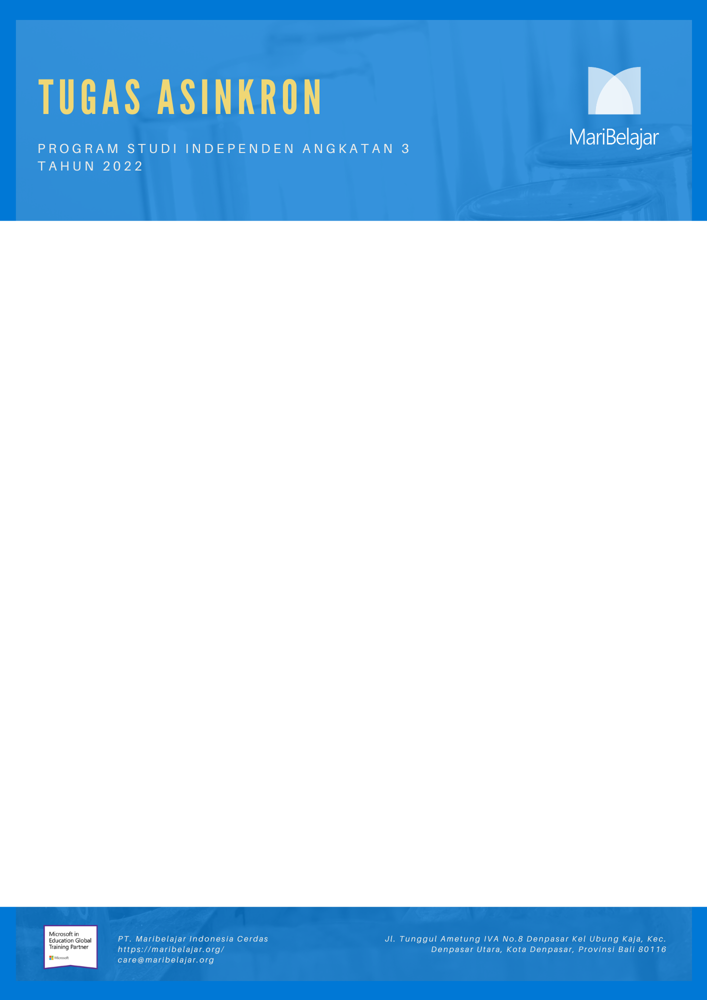 TUGAS ASINKRON
MariBelajar
PROGRAM STUDI INDEPENDEN ANGKATAN 3
TAHUN 2022
Microsoft in
Education Global
Training Partner
Microsoft
PT. Maribelajar Indonesia Cerdas
https://maribelajar.org/
care@maribelajar.org
Jl. Tunggul Ametung IVA No.8 Denpasar Kel Ubung Kaja, Kec.
Denpasar Utara, Kota Denpasar, Provinsi Bali 80116